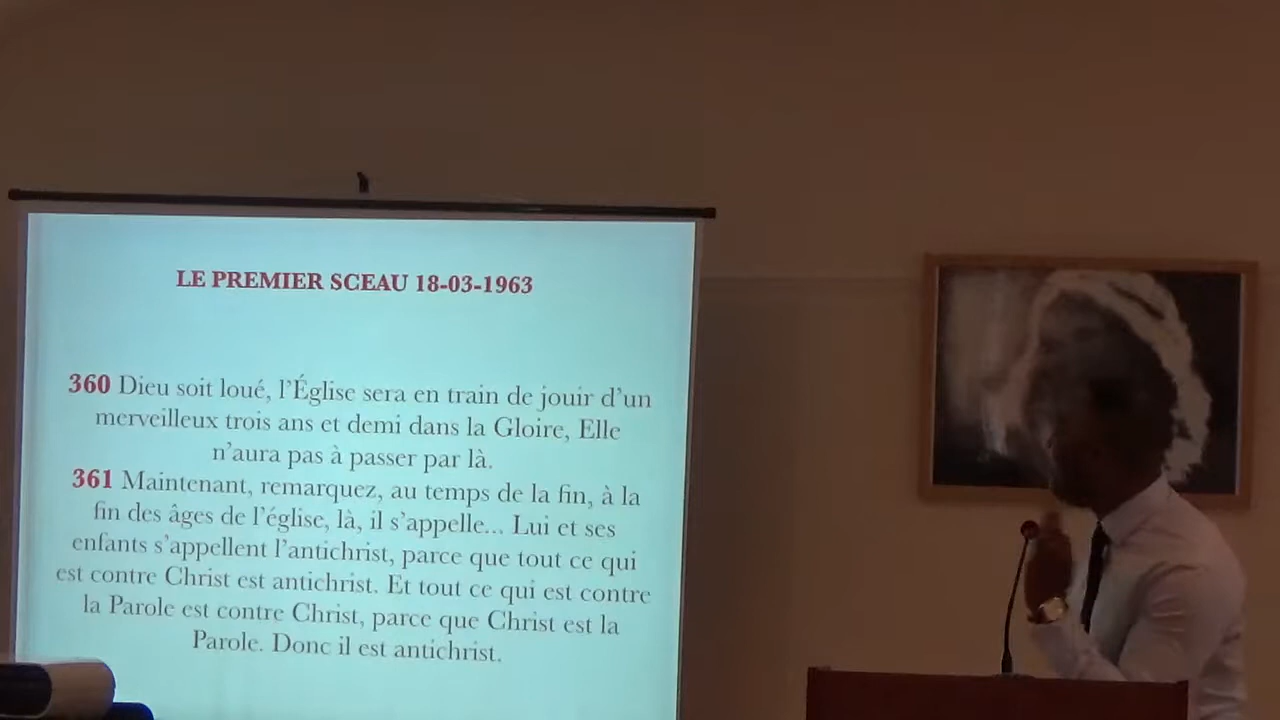 LE PREMIER SCEAU 18-03-1963
360 Dieu soit loué, l'Église sera en train de jouir d'un
merveilleux trois ans et demi dans la Gloire, Elle
n'aura pas à passer par là.
361 Maintenant, remarquez, au temps de la fin, à la
fin des âges de l'église, là, il s'appelle... Lui et ses
enfants s'appellent l'antichrist, parce que tout ce qui
est contre Christ est antichrist. Et tout ce qui est contre
la Parole est contre Christ, parce que Christ est la
Parole. Donc il est antichrist.